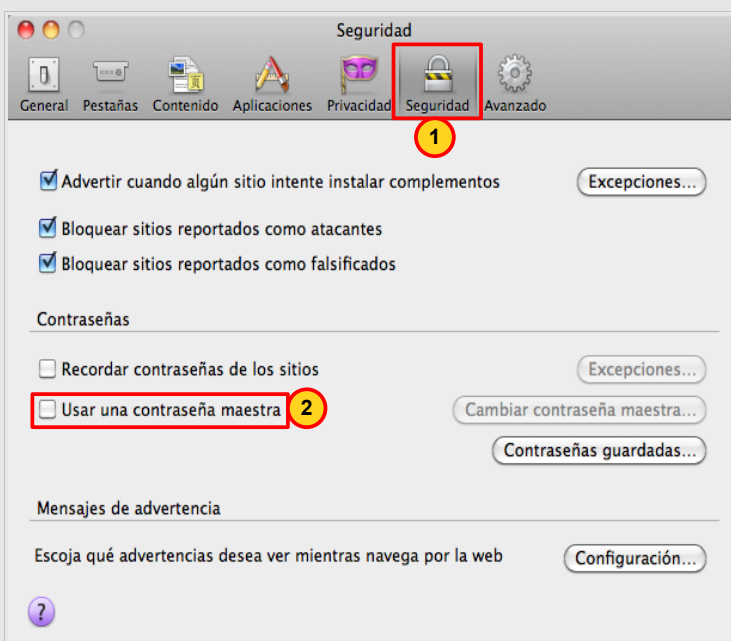 Seguridad
General Pestañas Contenido Aplicaciones Privacidad Seguridad Avanzado
1
Advertir cuando algún sitio intente instalar complementos Excepciones...
Bloquear sitios reportados como atacantes
Bloquear sitios reportados como falsificados
Contraseñas
Recordar contraseñas de los sitios Excepciones...
Usar una contraseña maestra 2 Cambiar contraseña maestra...
Contraseñas guardadas...
Mensajes de advertencia
Escoja qué advertencias desea ver mientras navega por la web Configuración...
?